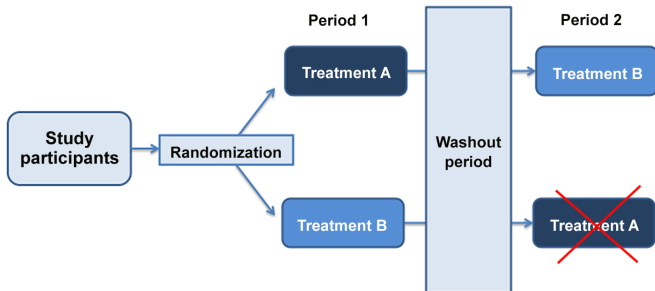 Period 1
Period 2
Treatment A
Treatment B
Study
participants
Randomization
Washout
period
Treatment B
Treatment A